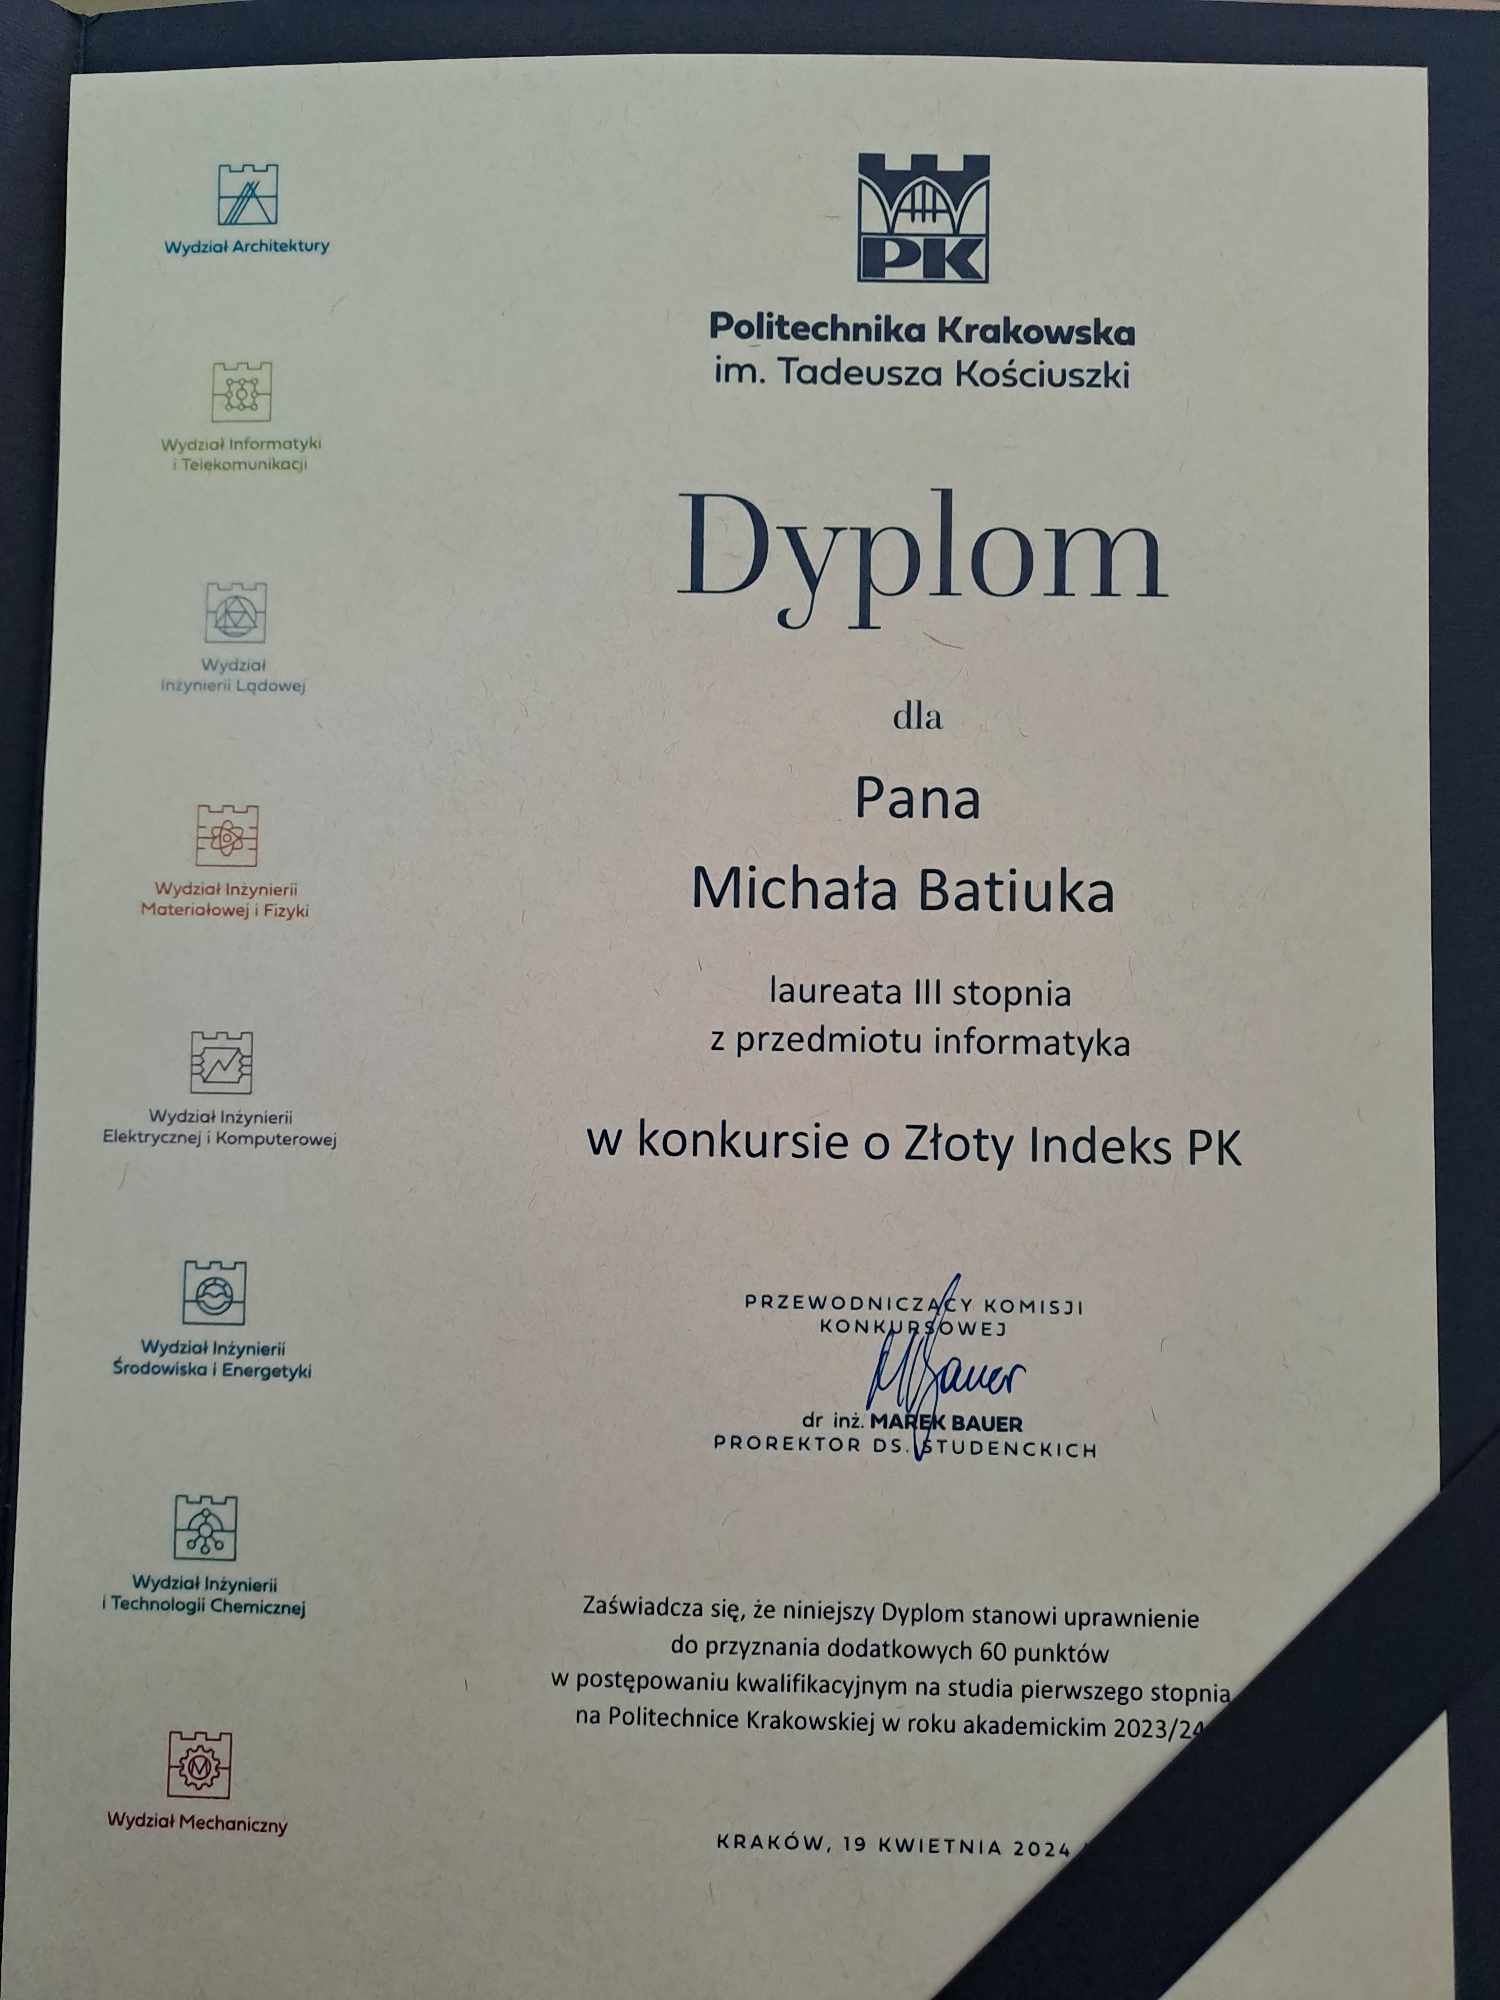 Wydział Architektury
Wydział Informatyki
i Telekomunikacji
Wydział
Inżynierii Lądowej
Wydział Inżynierii
Materiałowej i Fizyki
Wydział Inżynierii
Elektrycznej i Komputerowej
Wydział Inżynierii
Środowiska i Energetyki
Wydział Inżynierii
i Technologii Chemicznej
M
Wydział Mechaniczny
PK
Politechnika Krakowska
im. Tadeusza Kościuszki
Dyplom
dla
Pana
Michała Batiuka
laureata III stopnia
z przedmiotu informatyka
w konkursie o Złoty Indeks PK
PRZEWODNICZĄCY KOMISJI
KONKURSOWEJ
MBauer
dr inż. MAREK BAUER
PROREKTOR DS. STUDENCKICH
Zaświadcza się, że niniejszy Dyplom stanowi uprawnienie
do przyznania dodatkowych 60 punktów
w postępowaniu kwalifikacyjnym na studia pierwszego stopnia
na Politechnice Krakowskiej w roku akademickim 2023/24
KRAKÓW, 19 KWIETNIA 2024